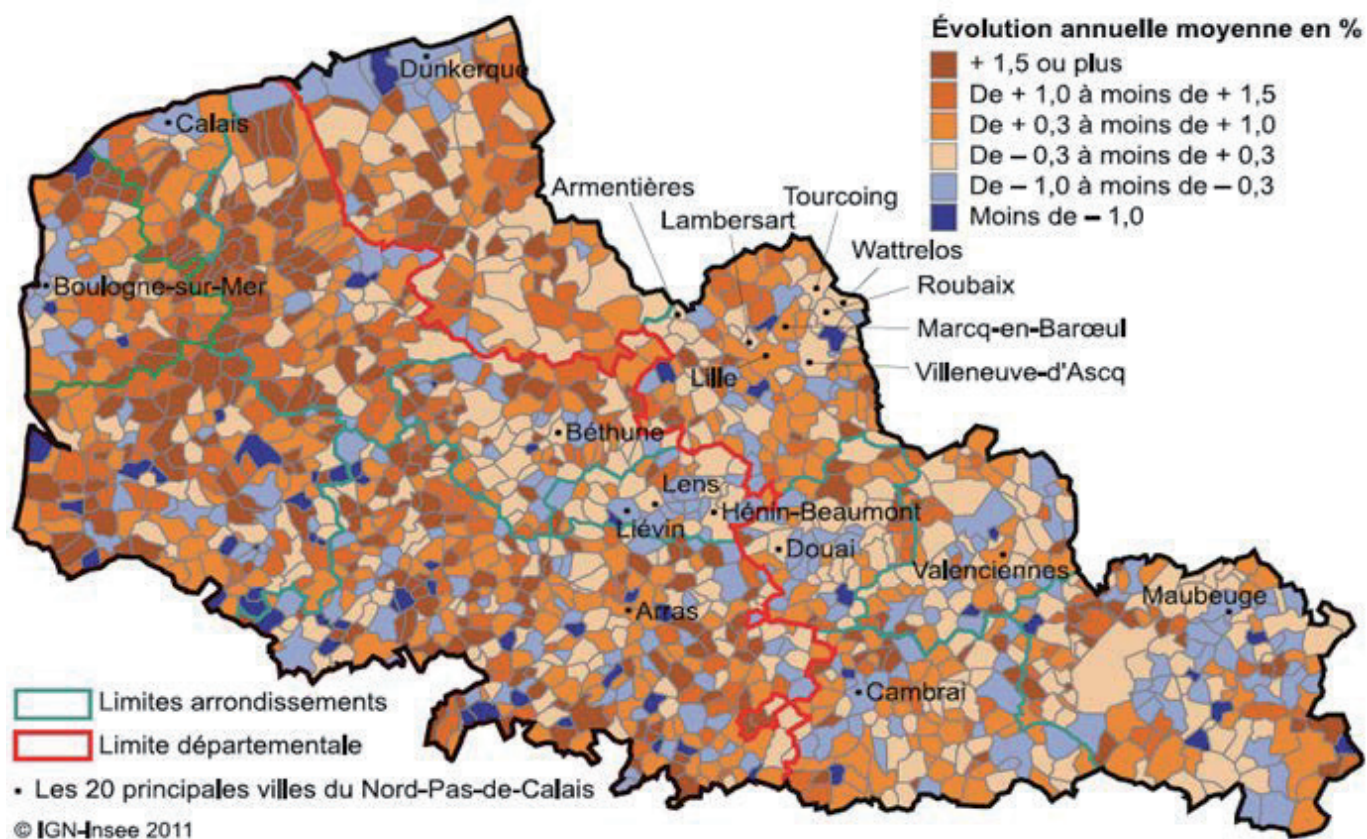 Évolution annuelle moyenne en %
+ 1,5 ou plus
De + 1,0 à moins de + 1,5
De + 0,3 à moins de + 1,0
De – 0,3 à moins de + 0,3
De – 1,0 à moins de – 0,3
Moins de – 1,0
Dunkerque
Calais
Armentières
Lambersart
Tourcoing
Wattrelos
Roubaix
Marcq-en-Barœul
Villeneuve-d'Ascq
Boulogne-sur-Mer
Lille
Béthune
Lens
Liévin
Hénin-Beaumont
Douai
Valenciennes
Maubeuge
Arras
Cambrai
Limites arrondissements
Limite départementale
• Les 20 principales villes du Nord-Pas-de-Calais
© IGN-Insee 2011